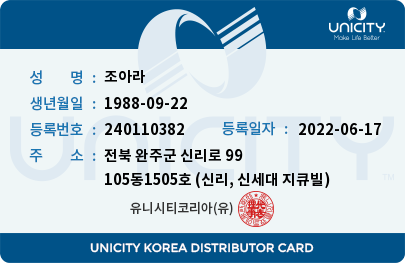 UNICITY
Make Life Better
성 명 : 조아라
생년월일 : 1988-09-22
등록번호 : 240110382 등록일자 : 2022-06-17
주 소 : 전북 완주군 신리로 99
105동1505호 (신리, 신세대 지큐빌)
유니시티코리아(유)
UNICITY
UNICITY KOREA DISTRIBUTOR CARD